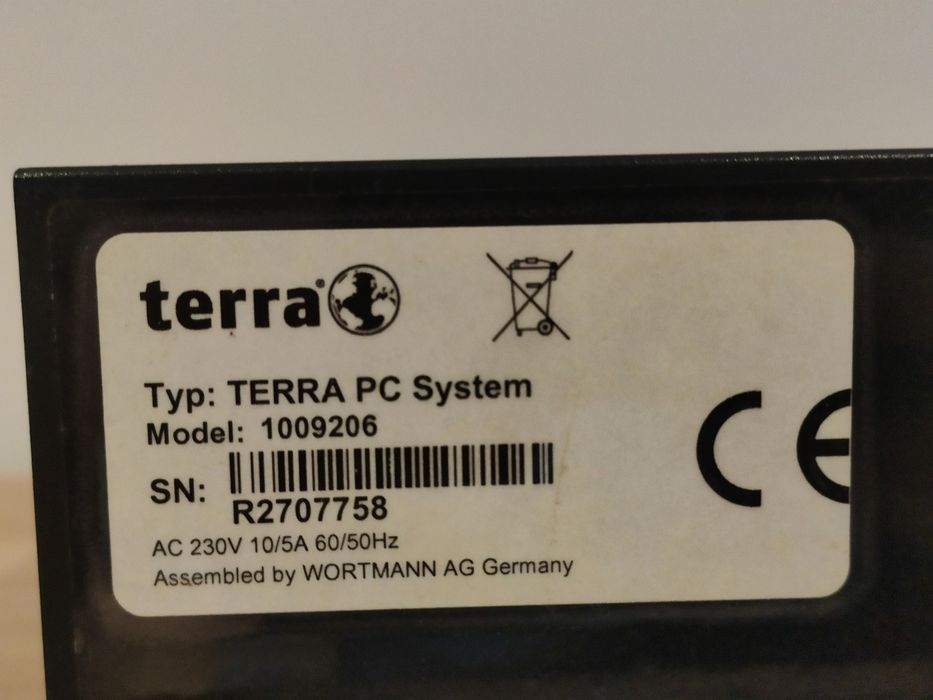 terra®
Typ: TERRA PC System
Model: 1009206
SN:
R2707758
AC 230V 10/5A 60/50Hz
Assembled by WORTMANN AG Germany
CE